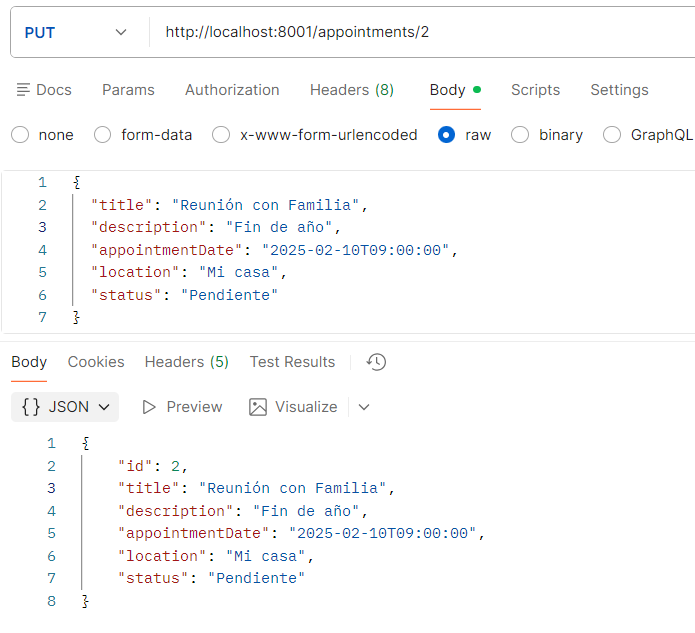 PUT http://localhost:8001/appointments/2
Docs Params Authorization Headers (8) Body Scripts Settings
none form-data x-www-form-urlencoded raw binary GraphQL
1 {
2 "title": "Reunión con Familia",
3 "description": "Fin de año",
4 "appointmentDate": "2025-02-10T09:00:00",
5 "location": "Mi casa",
6 "status": "Pendiente"
7 }
Body Cookies Headers (5) Test Results
{} JSON Preview Visualize
1 {
2 "id": 2,
3 "title": "Reunión con Familia",
4 "description": "Fin de año",
5 "appointmentDate": "2025-02-10T09:00:00",
6 "location": "Mi casa",
7 "status": "Pendiente"
8 }